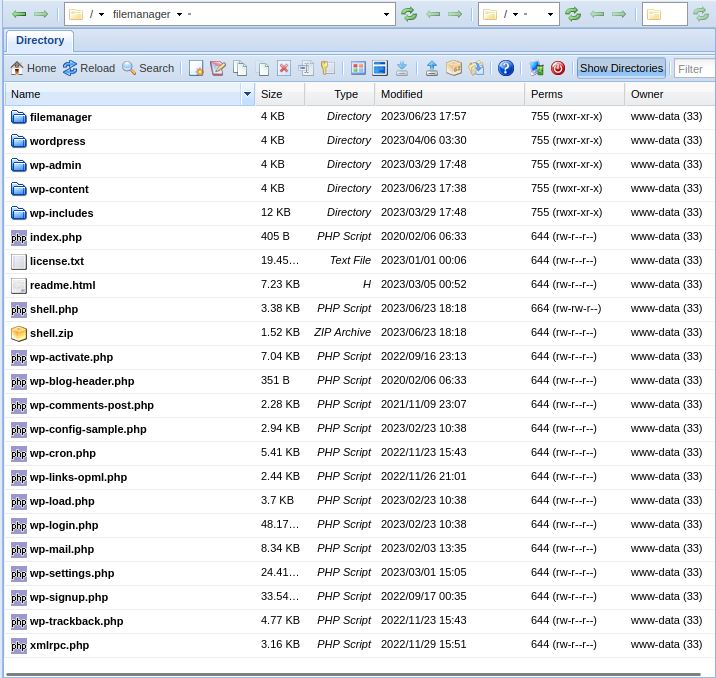 / filemanager /
Directory
Home Reload Search Show Directories Filter
Name Size Type Modified Perms Owner
filemanager 4 KB Directory 2023/06/23 17:57 755 (rwxr-xr-x) www-data (33)
wordpress 4 KB Directory 2023/04/06 03:30 755 (rwxr-xr-x) www-data (33)
wp-admin 4 KB Directory 2023/03/29 17:48 755 (rwxr-xr-x) www-data (33)
wp-content 4 KB Directory 2023/06/23 17:38 755 (rwxr-xr-x) www-data (33)
wp-includes 12 KB Directory 2023/03/29 17:48 755 (rwxr-xr-x) www-data (33)
php index.php 405 B PHP Script 2020/02/06 06:33 644 (rw-r--r--) www-data (33)
license.txt 19.45... Text File 2023/01/01 00:06 644 (rw-r--r--) www-data (33)
readme.html 7.23 KB H 2023/03/05 00:52 644 (rw-r--r--) www-data (33)
php shell.php 3.38 KB PHP Script 2023/06/23 18:18 664 (rw-rw-r--) www-data (33)
shell.zip 1.52 KB ZIP Archive 2023/06/23 18:18 644 (rw-r--r--) www-data (33)
php wp-activate.php 7.04 KB PHP Script 2022/09/16 23:13 644 (rw-r--r--) www-data (33)
php wp-blog-header.php 351 B PHP Script 2020/02/06 06:33 644 (rw-r--r--) www-data (33)
php wp-comments-post.php 2.28 KB PHP Script 2021/11/09 23:07 644 (rw-r--r--) www-data (33)
php wp-config-sample.php 2.94 KB PHP Script 2023/02/23 10:38 644 (rw-r--r--) www-data (33)
php wp-cron.php 5.41 KB PHP Script 2022/11/23 15:43 644 (rw-r--r--) www-data (33)
php wp-links-opml.php 2.44 KB PHP Script 2022/11/26 21:01 644 (rw-r--r--) www-data (33)
php wp-load.php 3.7 KB PHP Script 2023/02/23 10:38 644 (rw-r--r--) www-data (33)
php wp-login.php 48.17... PHP Script 2023/02/23 10:38 644 (rw-r--r--) www-data (33)
php wp-mail.php 8.34 KB PHP Script 2023/02/03 13:35 644 (rw-r--r--) www-data (33)
php wp-settings.php 24.41... PHP Script 2023/03/01 15:05 644 (rw-r--r--) www-data (33)
php wp-signup.php 33.54... PHP Script 2022/09/17 00:35 644 (rw-r--r--) www-data (33)
php wp-trackback.php 4.77 KB PHP Script 2022/11/23 15:43 644 (rw-r--r--) www-data (33)
php xmlrpc.php 3.16 KB PHP Script 2022/11/29 15:51 644 (rw-r--r--) www-data (33)